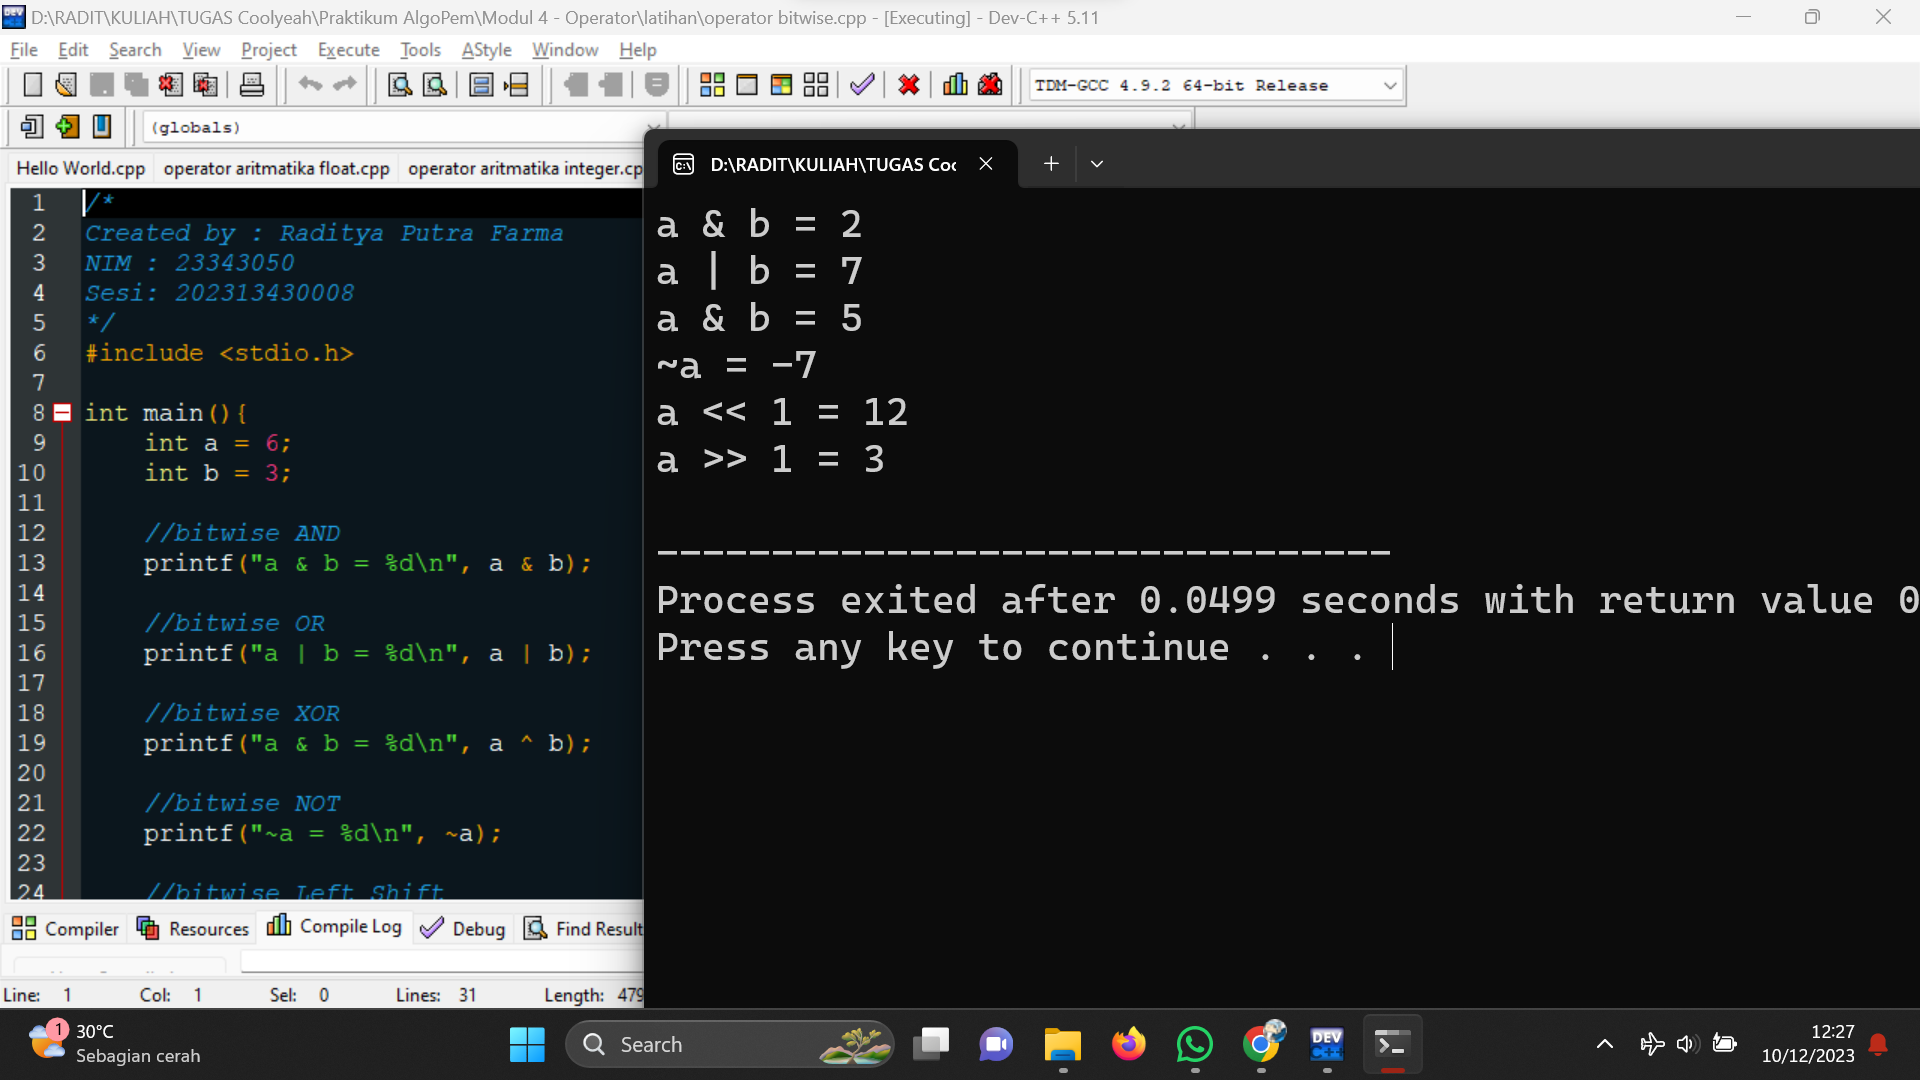 D:\RADIT\KULIAH\TUGAS Coolyeah\Praktikum AlgoPem\Modul 4 - Operator\latihan\operator bitwise.cpp - [Executing] - Dev-C++ 5.11
File Edit Search View Project Execute Tools AStyle Window Help
TDM-GCC 4.9.2 64-bit Release
(globals)
Hello World.cpp operator aritmatika float.cpp operator aritmatika integer.cp
1 /*
2 Created by : Raditya Putra Farma
3 NIM : 23343050
4 Sesi: 202313430008
5 */
6 #include <stdio.h>
7
8 int main(){
9 int a = 6;
10 int b = 3;
11
12 //bitwise AND
13 printf("a & b = %d\n", a & b);
14
15 //bitwise OR
16 printf("a | b = %d\n", a | b);
17
18 //bitwise XOR
19 printf("a & b = %d\n", a ^ b);
20
21 //bitwise NOT
22 printf("~a = %d\n", ~a);
23
24 //bitwise Left Shift
Compiler Resources Compile Log Debug Find Result
Line: 1 Col: 1 Sel: 0 Lines: 31 Length: 479
D:\RADIT\KULIAH\TUGAS Coo
a & b = 2
a | b = 7
a & b = 5
~a = -7
a << 1 = 12
a >> 1 = 3
--------------------------------
Process exited after 0.0499 seconds with return value 0
Press any key to continue . . .
1 30°C
Sebagian cerah
Search
DEV
C++
12:27
10/12/2023